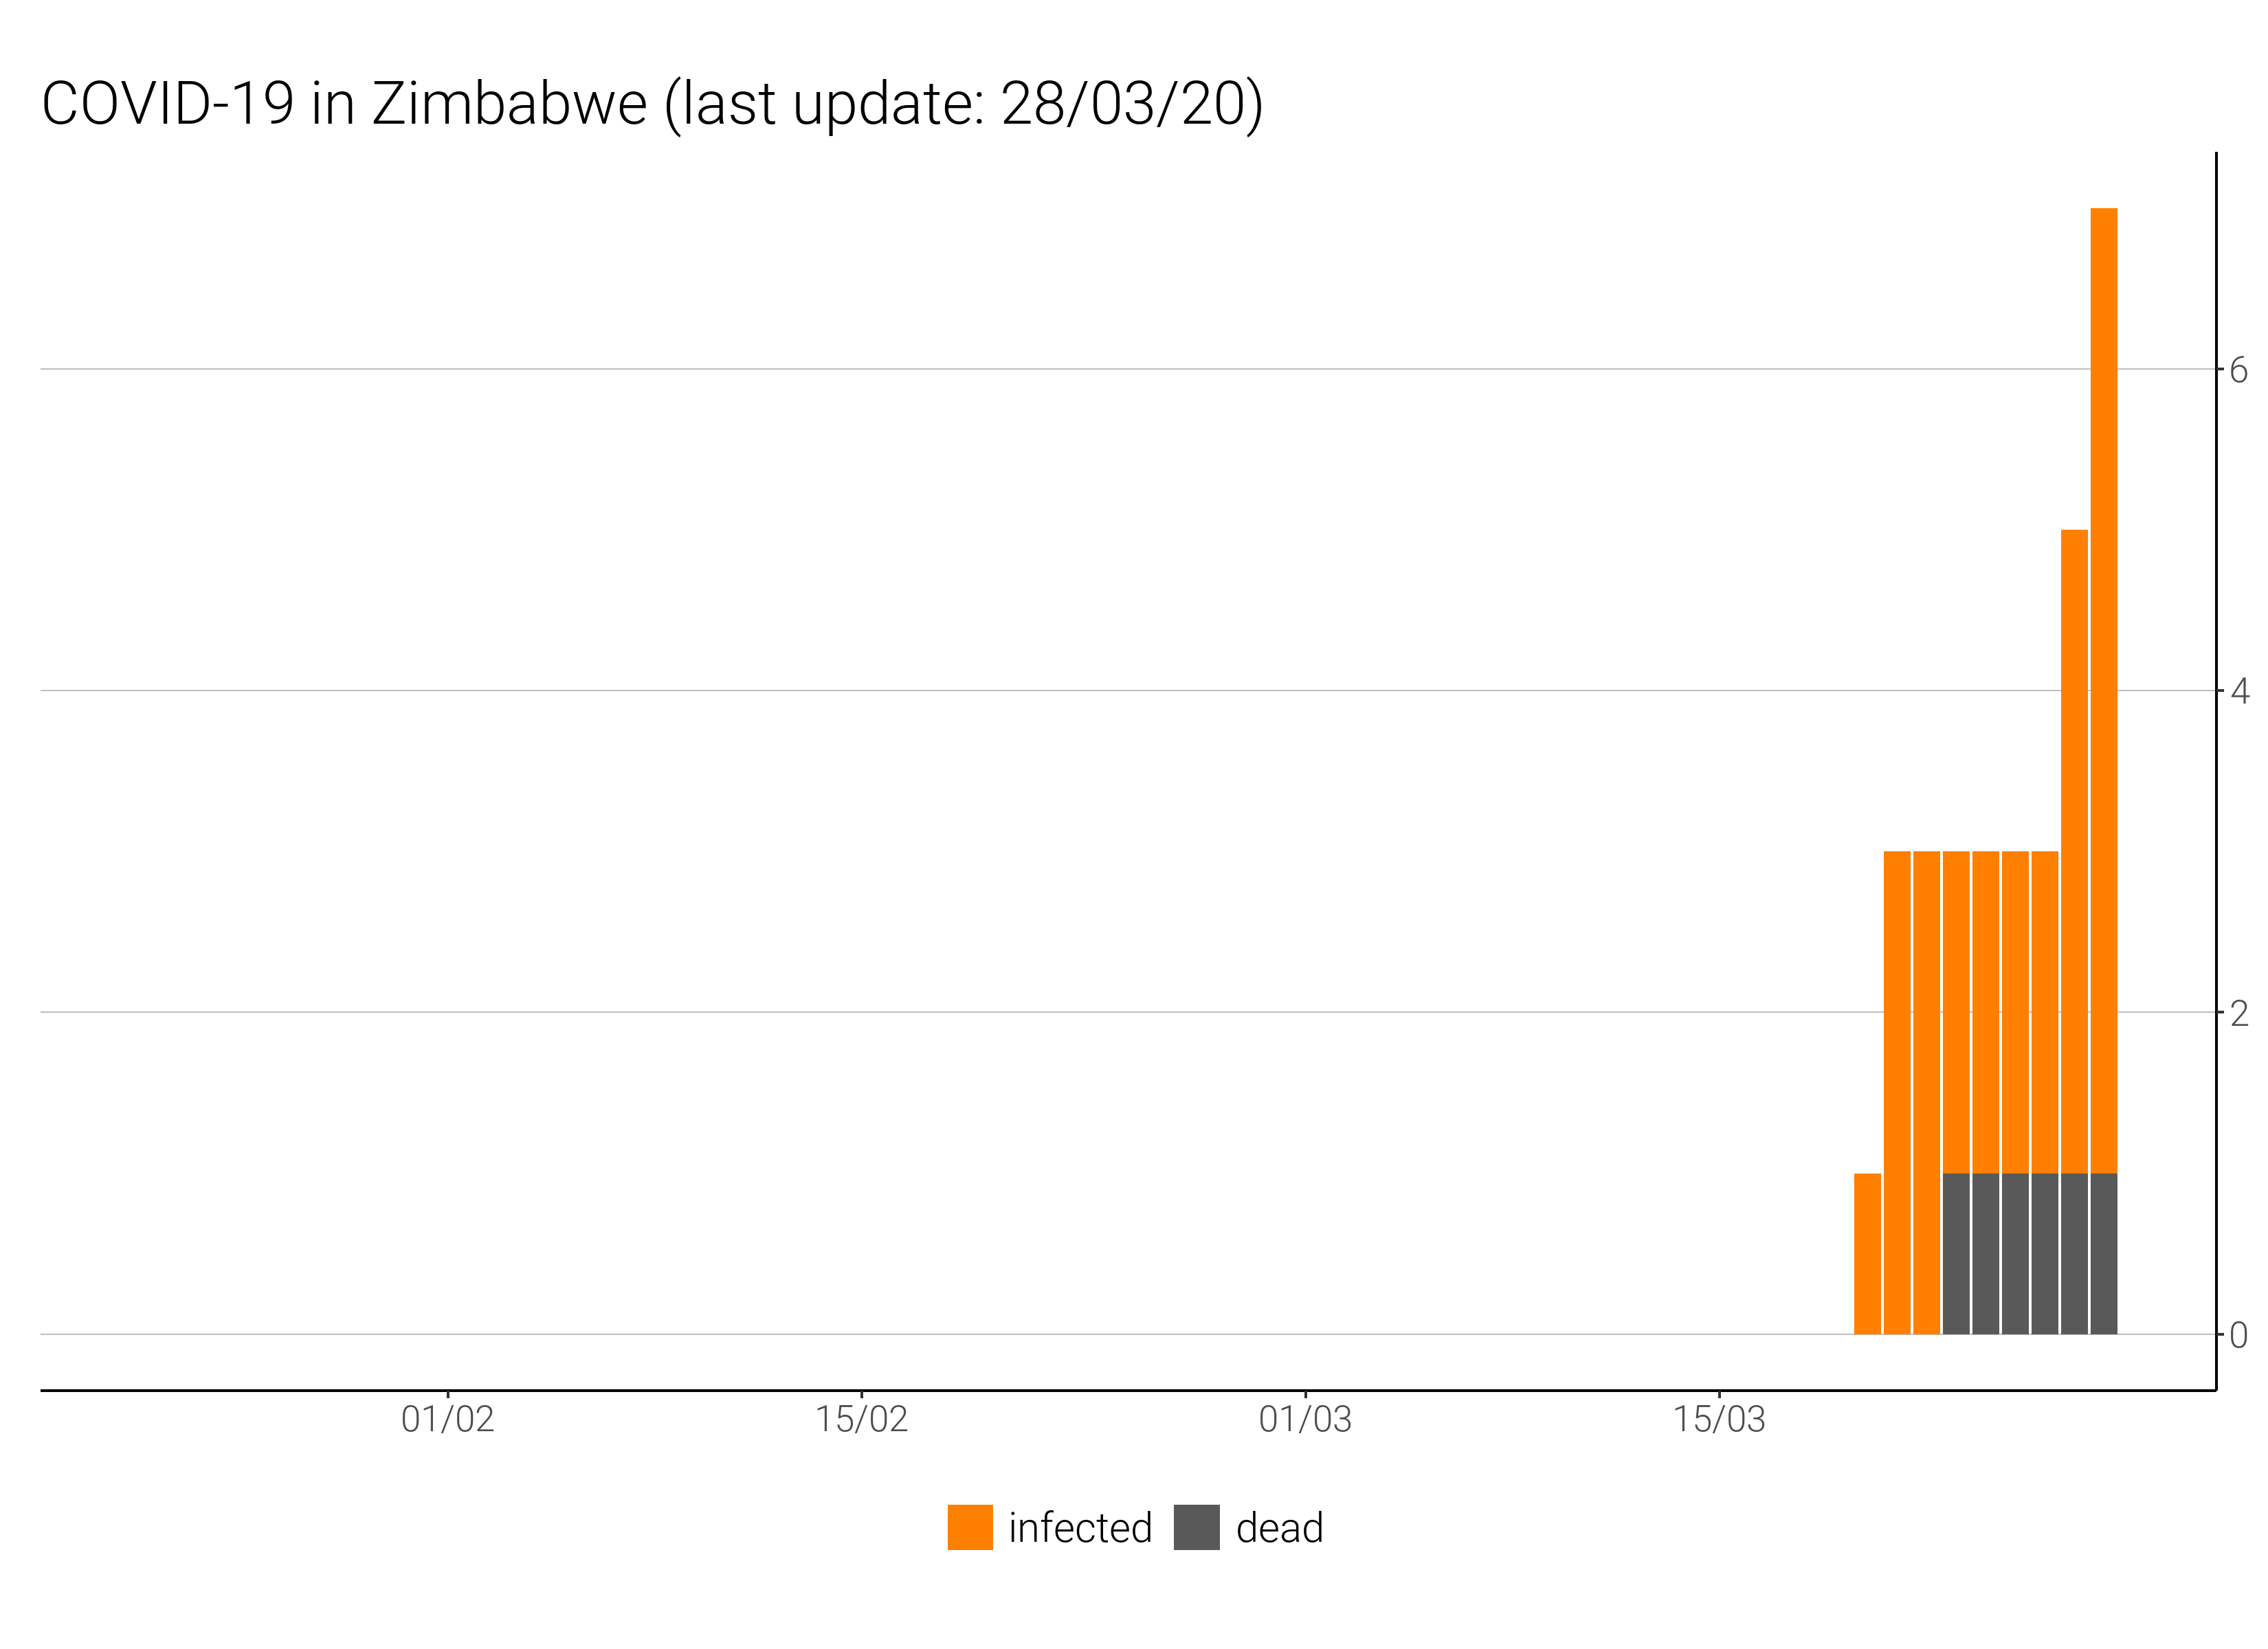 COVID-19 in Zimbabwe (last update: 28/03/20)
6
4
2
0
01/02 15/02 01/03 15/03
infected dead